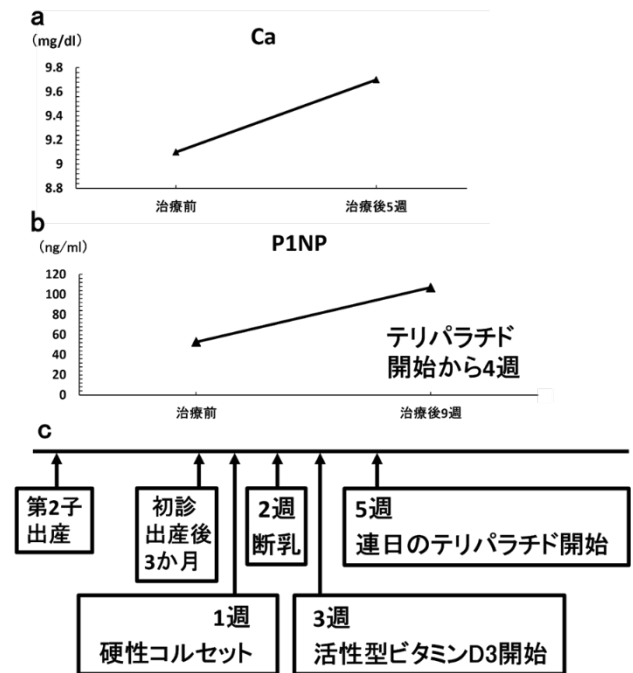 a
(mg/dl)
Ca
9.8
9.6
9.4
9.2
9
8.8
治療前
治療後5週
b
(ng/ml)
P1NP
120
100
80
60
40
20
0
テリパラチド
開始から4週
治療前
治療後9週
c
第2子
出産
初診
出産後
3か月
1週
硬性コルセット
2週
断乳
3週
活性型ビタミンD3開始
5週
連日のテリパラチド開始